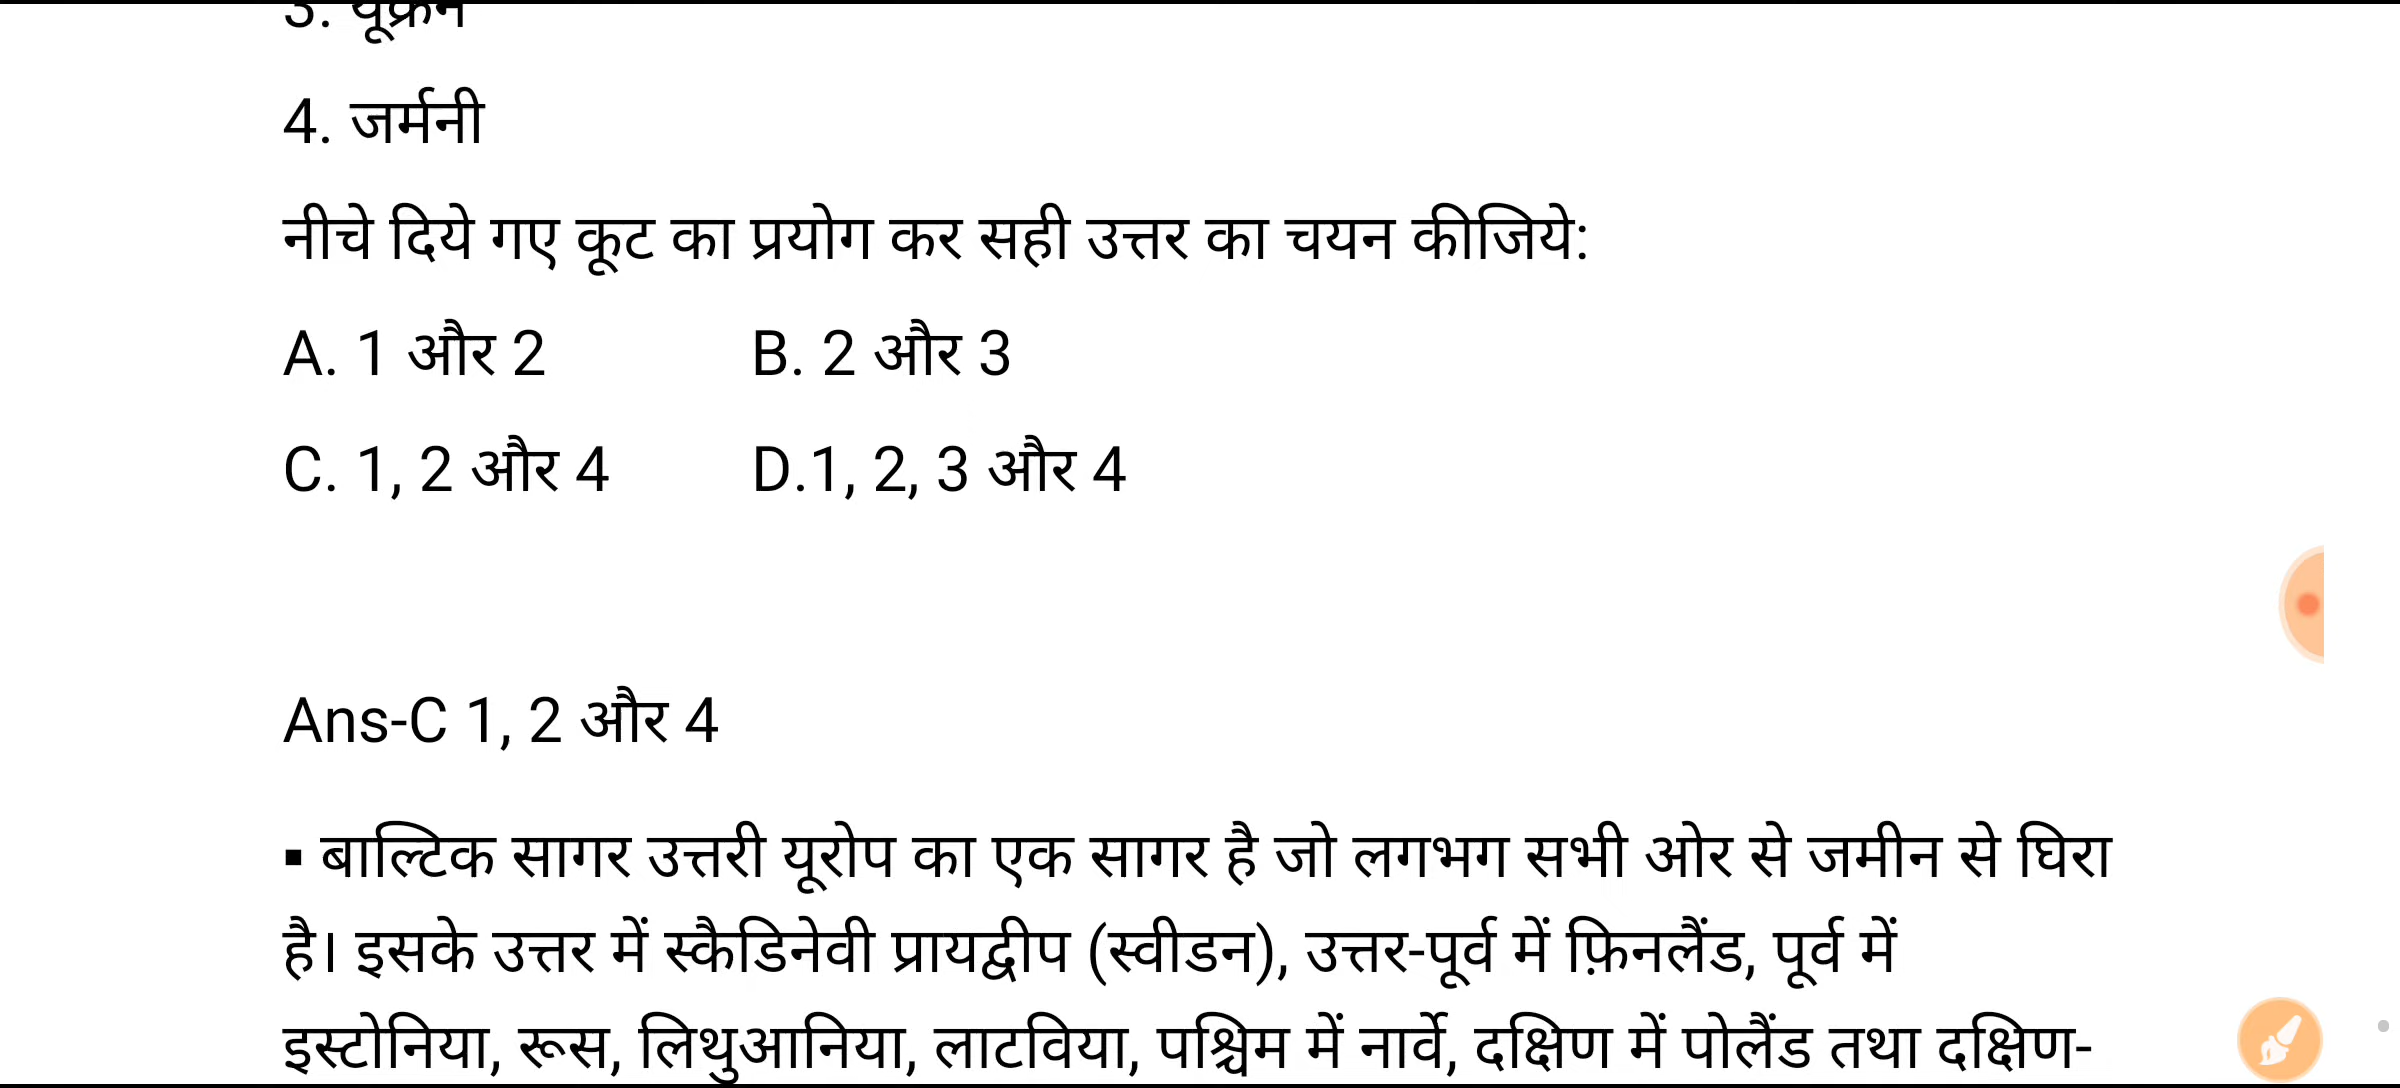 3. यूक्रेन
4. जर्मनी
नीचे दिये गए कूट का प्रयोग कर सही उत्तर का चयन कीजिये:
A. 1 और 2 B. 2 और 3
C. 1, 2 और 4 D.1, 2, 3 और 4
Ans-C 1, 2 और 4
▪ बाल्टिक सागर उत्तरी यूरोप का एक सागर है जो लगभग सभी ओर से जमीन से घिरा
है। इसके उत्तर में स्कैडिनेवी प्रायद्वीप (स्वीडन), उत्तर-पूर्व में फ़िनलैंड, पूर्व में
इस्टोनिया, रूस, लिथुआनिया, लाटविया, पश्चिम में नार्वे, दक्षिण में पोलैंड तथा दक्षिण-